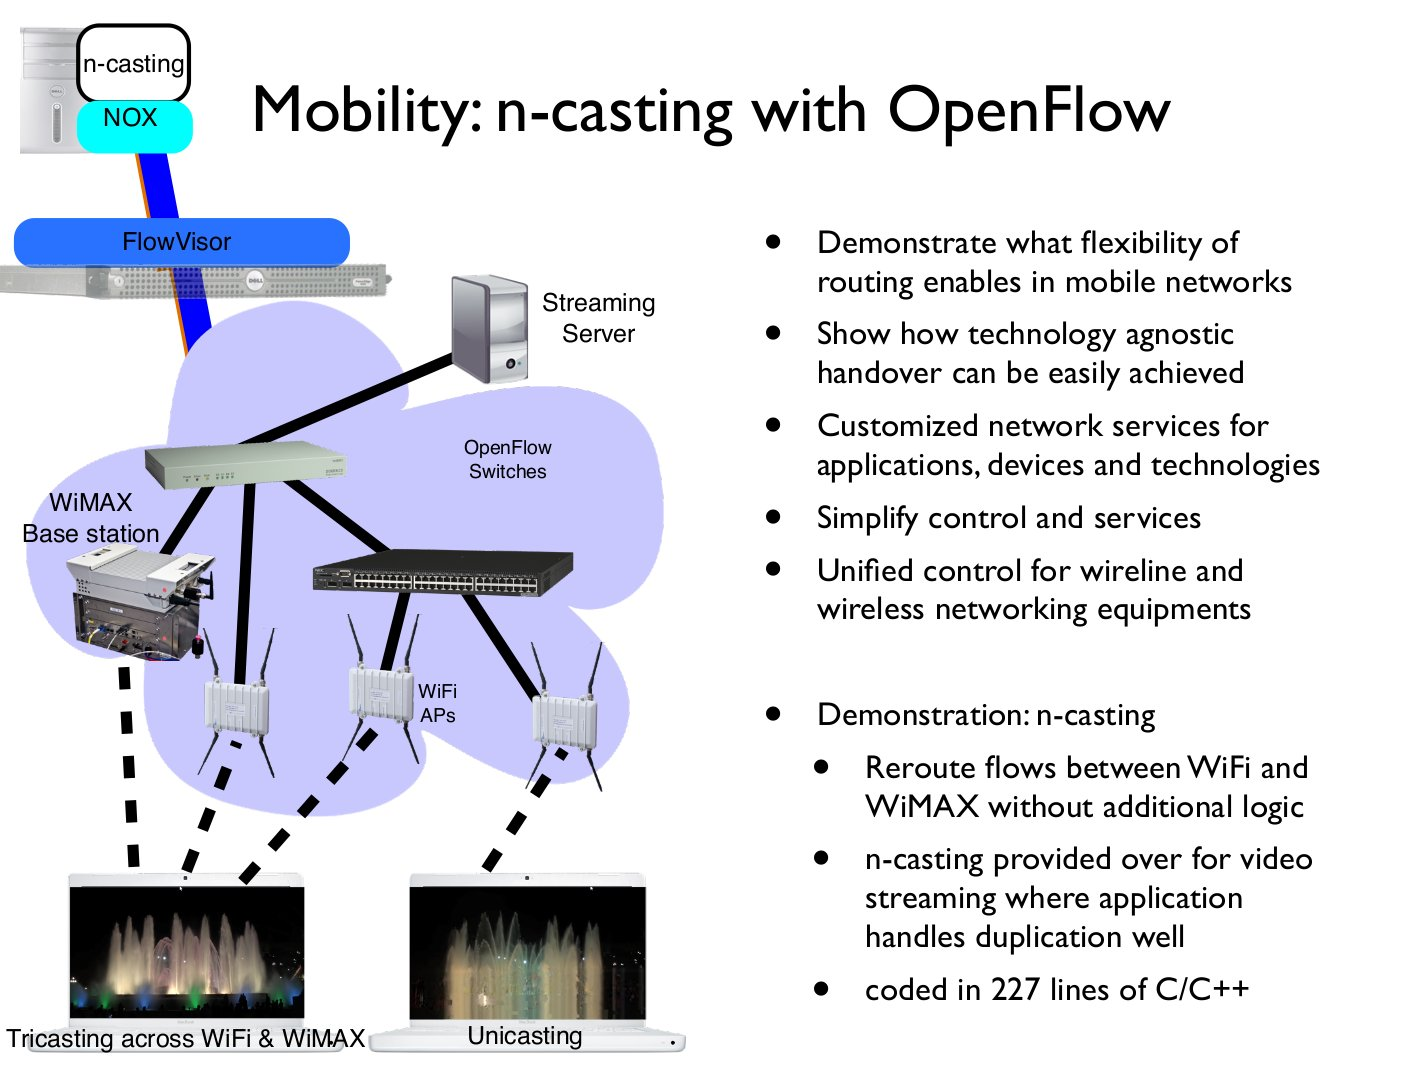 n-casting
NOX
Mobility: n-casting with OpenFlow
FlowVisor
DELL
Streaming
Server
OpenFlow
Switches
WiMAX
Base station
WiFi
APs
Tricasting across WiFi & WiMAX
Unicasting
• Demonstrate what flexibility of
routing enables in mobile networks
• Show how technology agnostic
handover can be easily achieved
• Customized network services for
applications, devices and technologies
• Simplify control and services
• Unified control for wireline and
wireless networking equipments
• Demonstration: n-casting
• Reroute flows between WiFi and
WiMAX without additional logic
• n-casting provided over for video
streaming where application
handles duplication well
• coded in 227 lines of C/C++